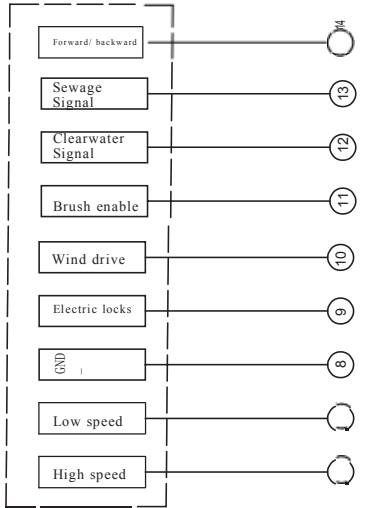 Forward/ backward
14
Sewage
Signal
13
Clearwater
Signal
12
Brush enable
11
Wind drive
10
Electric locks
9
GND
_
8
Low speed
High speed